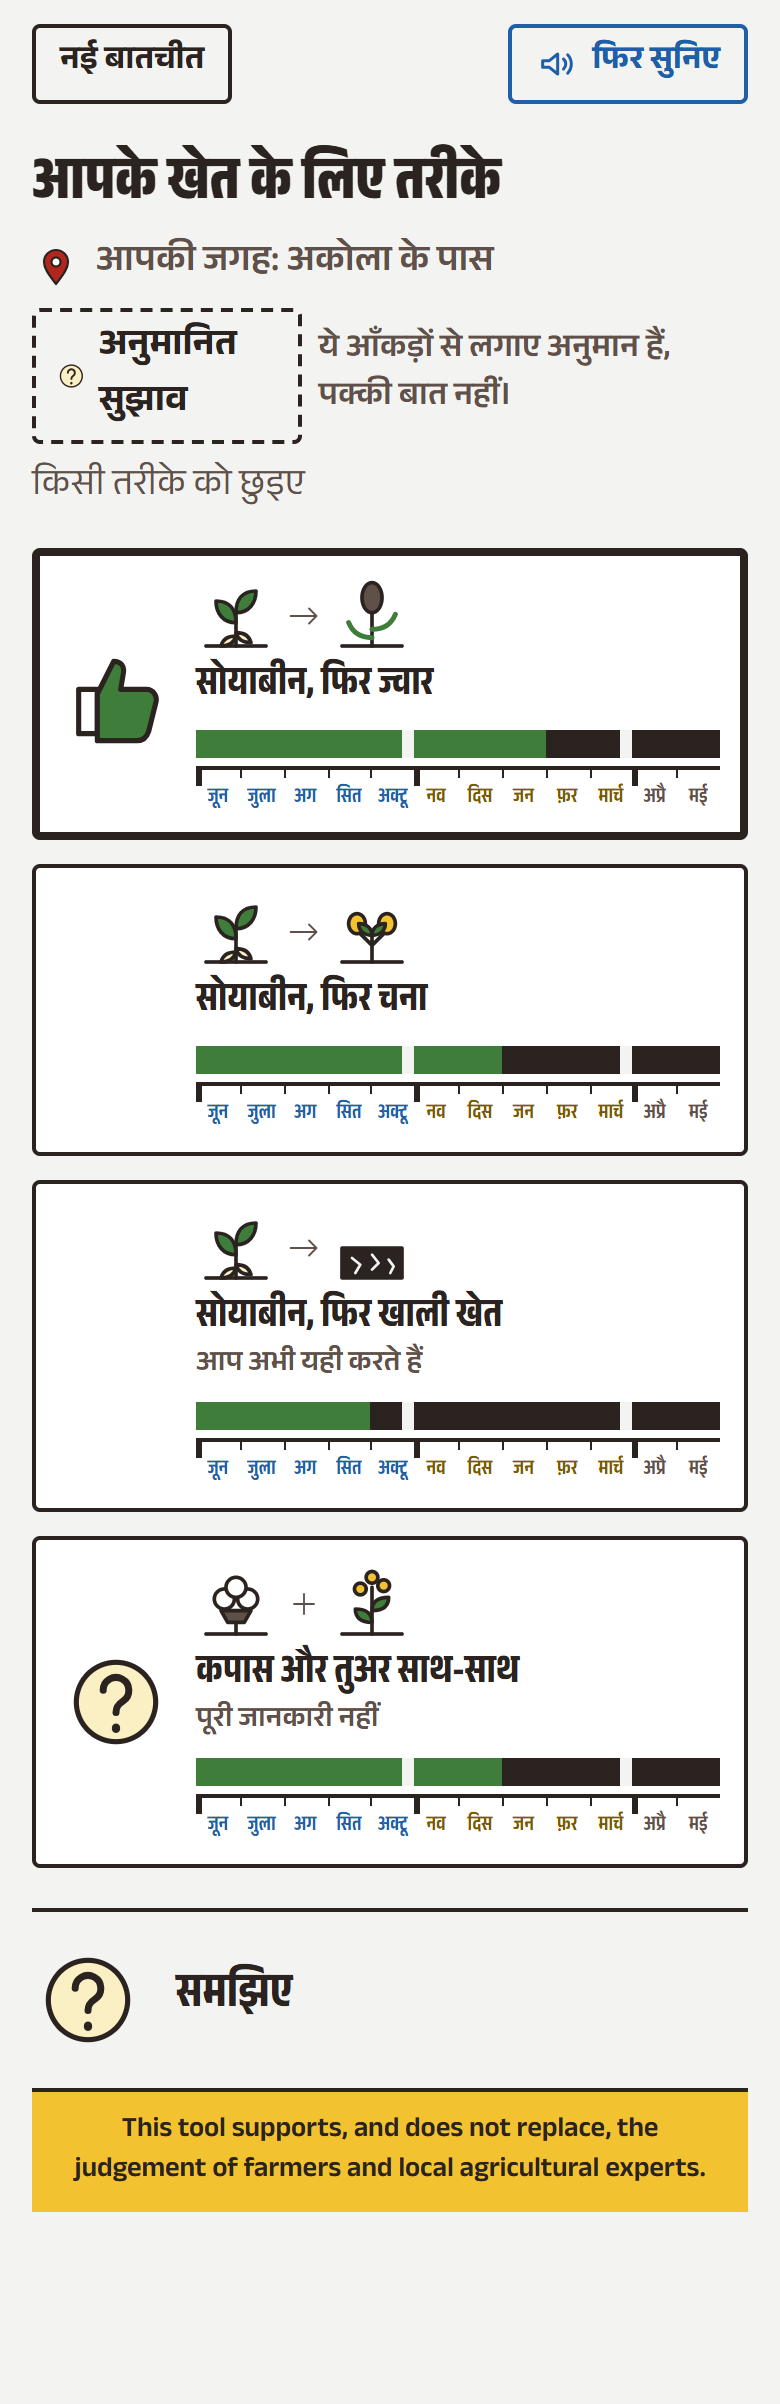 नई बातचीत
फिर सुनिए
आपके खेत के लिए तरीके
आपकी जगह: अकोला के पास
अनुमानित
सुझाव
ये आँकड़ों से लगाए अनुमान हैं,
पक्की बात नहीं।
किसी तरीके को छुइए
सोयाबीन, फिर ज्वार
जून जुला अग सित अक्टू नव दिस जन फ़र मार्च अप्रै मई
सोयाबीन, फिर चना
जून जुला अग सित अक्टू नव दिस जन फ़र मार्च अप्रै मई
सोयाबीन, फिर खाली खेत
आप अभी यही करते हैं
जून जुला अग सित अक्टू नव दिस जन फ़र मार्च अप्रै मई
कपास और तुअर साथ-साथ
पूरी जानकारी नहीं
जून जुला अग सित अक्टू नव दिस जन फ़र मार्च अप्रै मई
समझिए
This tool supports, and does not replace, the
judgement of farmers and local agricultural experts.